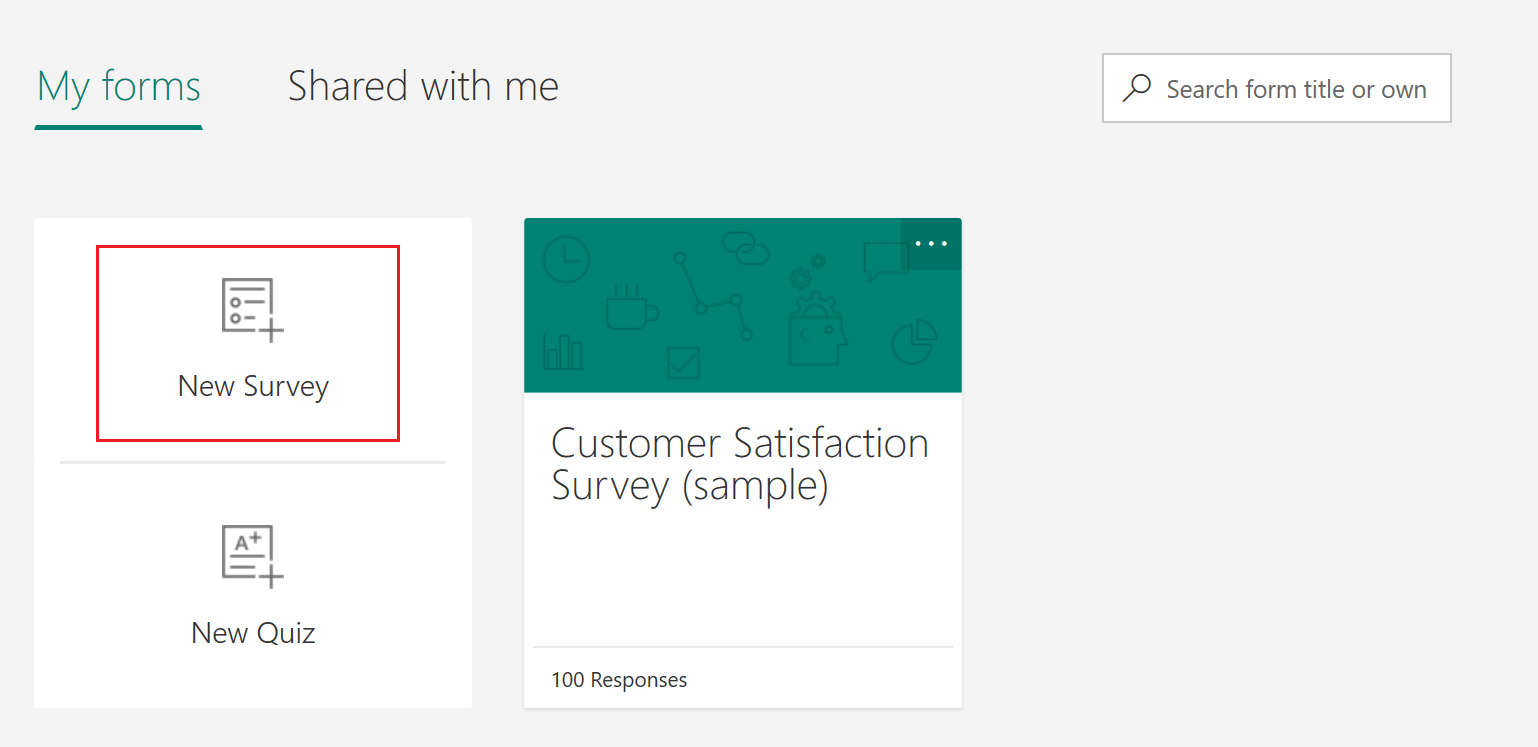 My forms
Shared with me
Search form title or own
New Survey
A+
New Quiz
...
Customer Satisfaction
Survey (sample)
100 Responses